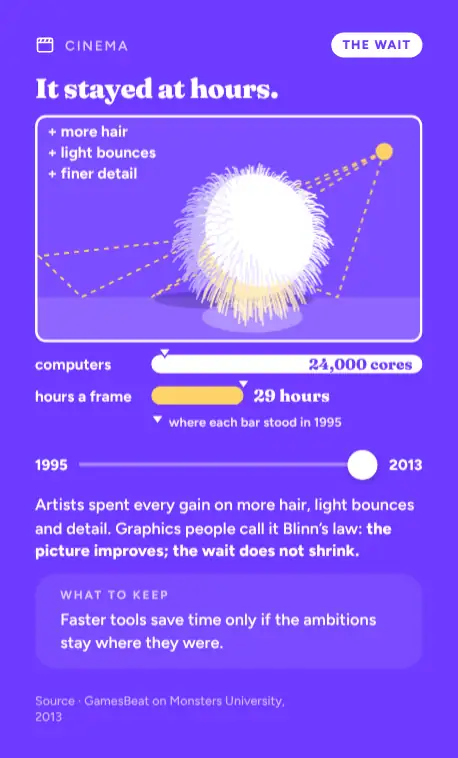 CINEMA
THE WAIT
It stayed at hours.
+ more hair
+ light bounces
+ finer detail
computers
24,000 cores
hours a frame
29 hours
where each bar stood in 1995
1995
2013
Artists spent every gain on more hair, light bounces
and detail. Graphics people call it Blinn’s law: the
picture improves; the wait does not shrink.
WHAT TO KEEP
Faster tools save time only if the ambitions
stay where they were.
Source · GamesBeat on Monsters University,
2013